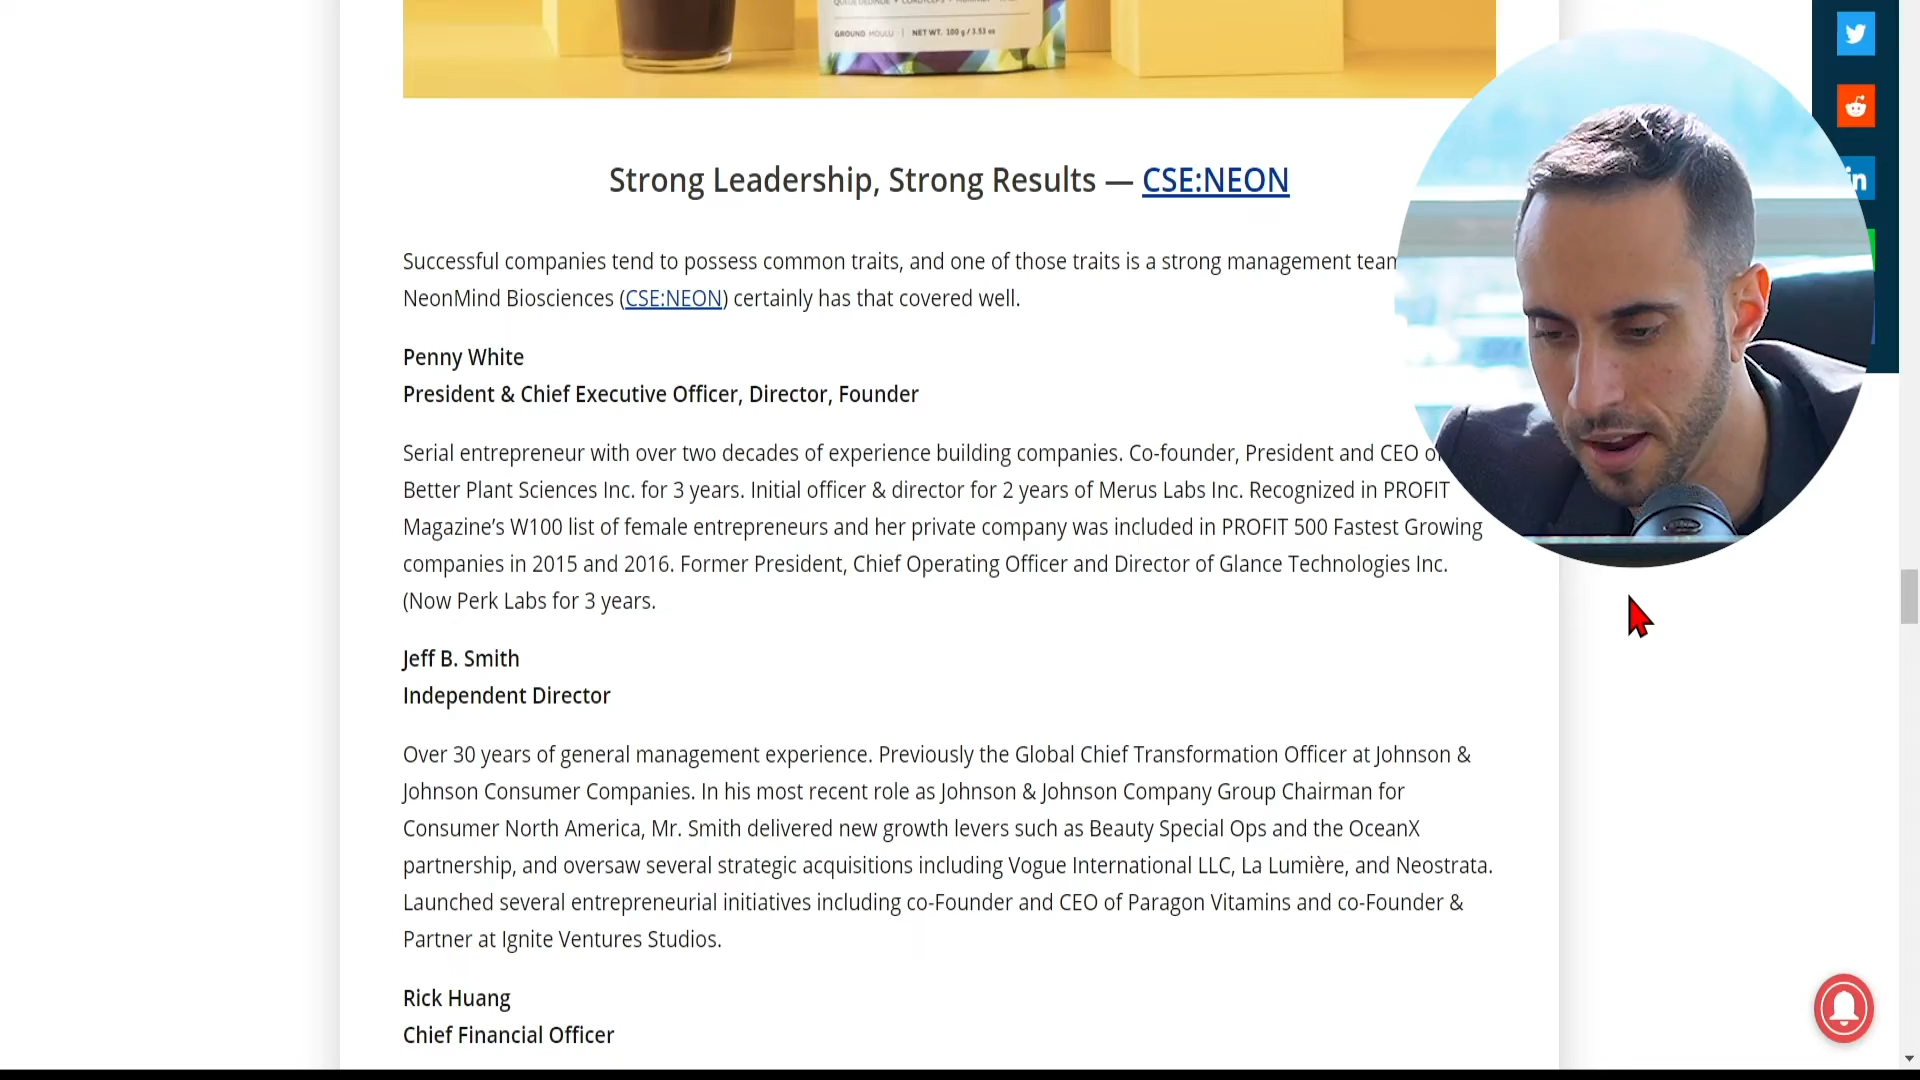 GROUND MOULU | NET WT. 100 g / 3.53 oz
Strong Leadership, Strong Results — CSE:NEON
Successful companies tend to possess common traits, and one of those traits is a strong management team
NeonMind Biosciences (CSE:NEON) certainly has that covered well.
Penny White
President & Chief Executive Officer, Director, Founder
Serial entrepreneur with over two decades of experience building companies. Co-founder, President and CEO of
Better Plant Sciences Inc. for 3 years. Initial officer & director for 2 years of Merus Labs Inc. Recognized in PROFIT
Magazine’s W100 list of female entrepreneurs and her private company was included in PROFIT 500 Fastest Growing
companies in 2015 and 2016. Former President, Chief Operating Officer and Director of Glance Technologies Inc.
(Now Perk Labs for 3 years.
Jeff B. Smith
Independent Director
Over 30 years of general management experience. Previously the Global Chief Transformation Officer at Johnson &
Johnson Consumer Companies. In his most recent role as Johnson & Johnson Company Group Chairman for
Consumer North America, Mr. Smith delivered new growth levers such as Beauty Special Ops and the OceanX
partnership, and oversaw several strategic acquisitions including Vogue International LLC, La Lumière, and Neostrata.
Launched several entrepreneurial initiatives including co-Founder and CEO of Paragon Vitamins and co-Founder &
Partner at Ignite Ventures Studios.
Rick Huang
Chief Financial Officer
in